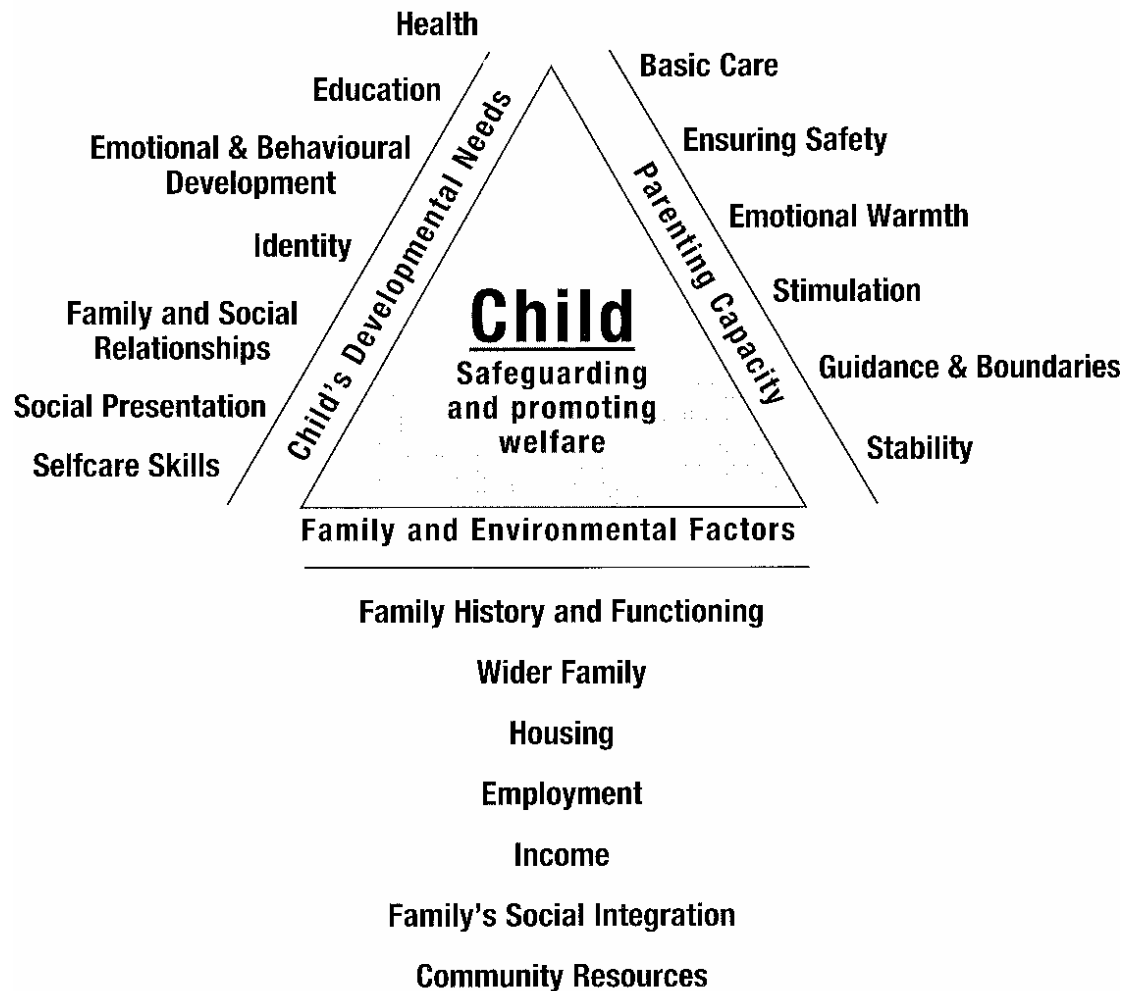 Health
Education
Emotional & Behavioural
Development
Identity
Family and Social
Relationships
Social Presentation
Selfcare Skills
Child's Developmental Needs
Basic Care
Ensuring Safety
Emotional Warmth
Stimulation
Guidance & Boundaries
Stability
Parenting Capacity
Child
Safeguarding
and promoting
welfare
Family and Environmental Factors
Family History and Functioning
Wider Family
Housing
Employment
Income
Family's Social Integration
Community Resources